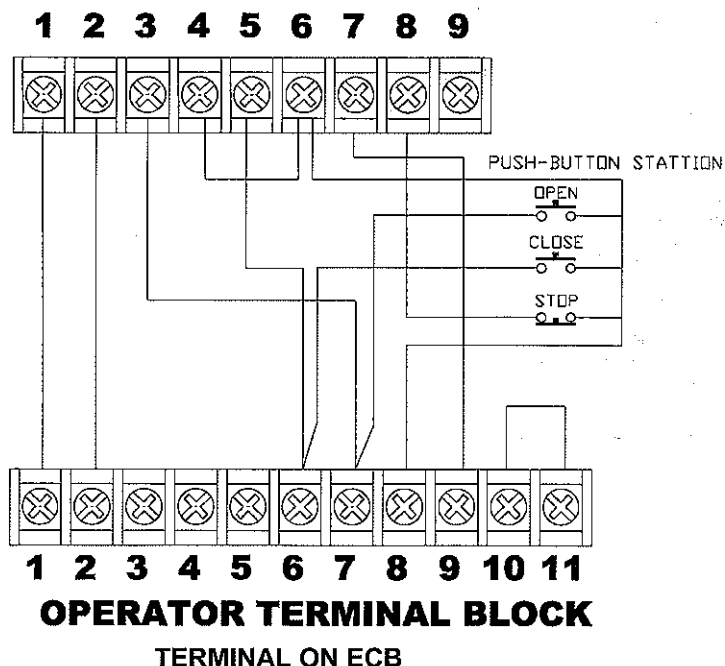 1 2 3 4 5 6 7 8 9
PUSH-BUTTON STATTION
OPEN
CLOSE
STOP
1 2 3 4 5 6 7 8 9 10 11
OPERATOR TERMINAL BLOCK
TERMINAL ON ECB